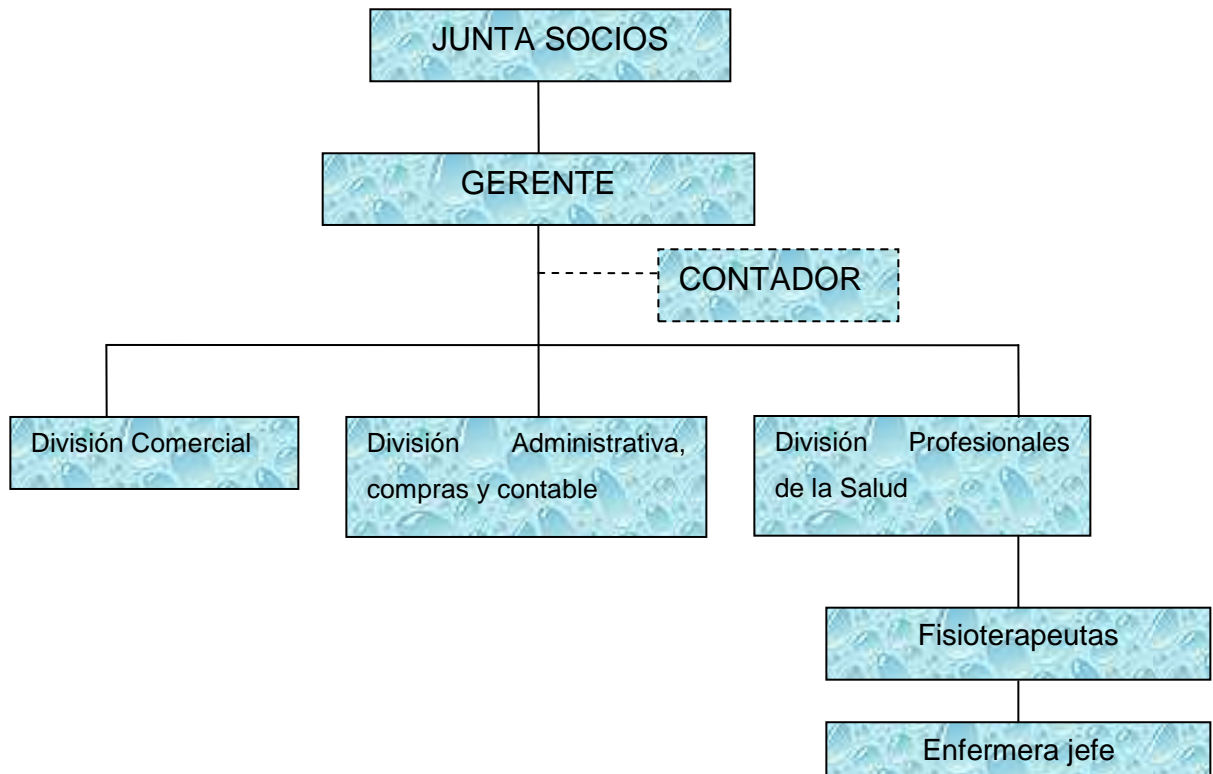 JUNTA SOCIOS
GERENTE
CONTADOR
División Comercial
División Administrativa,
compras y contable
División Profesionales
de la Salud
Fisioterapeutas
Enfermera jefe